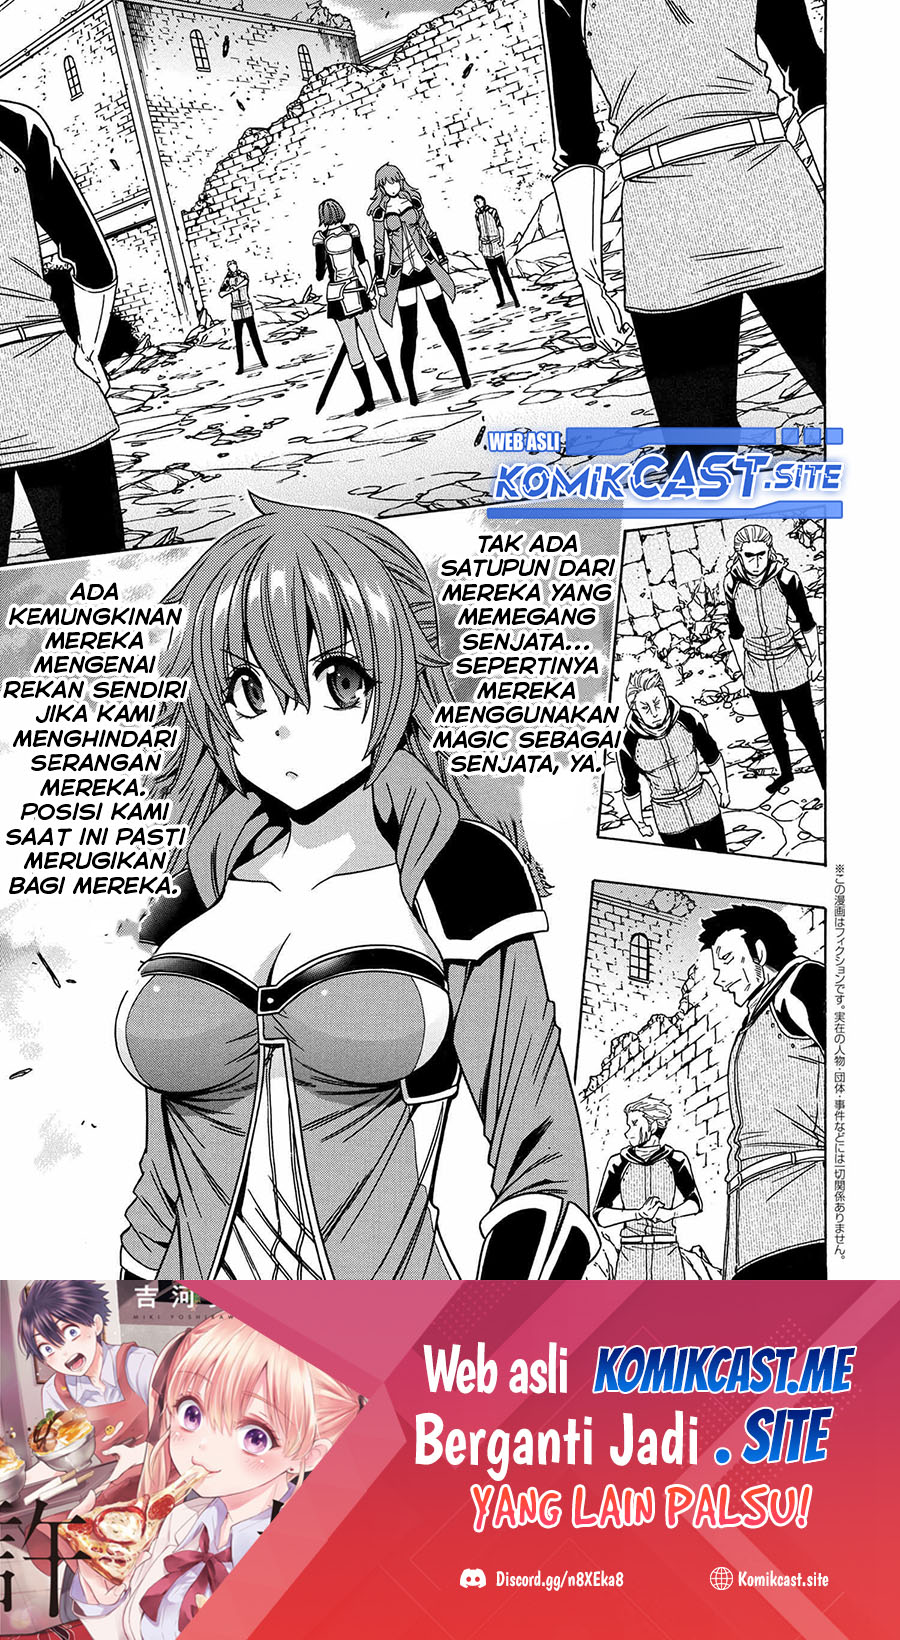 WEB ASLI
KOMIKCAST.SITE
TAK ADA
SATUPUN DARI
MEREKA YANG
MEMEGANG
SENJATA...
SEPERTINYA
MEREKA
MENGGUNAKAN
MAGIC SEBAGAI
SENJATA, YA.
ADA
KEMUNGKINAN
MEREKA
MENGENAI
REKAN SENDIRI
JIKA KAMI
MENGHINDARI
SERANGAN
MEREKA.
POSISI KAMI
SAAT INI PASTI
MERUGIKAN
BAGI MEREKA.
※この漫画はフィクションです。実在の人物・団体・事件などには一切関係ありません。
吉河
MIKI YOSHIKAW
許
Web asli KOMIKCAST.ME
Berganti Jadi .SITE
YANG LAIN PALSU!
Discord.gg/n8XEka8
Komikcast.site